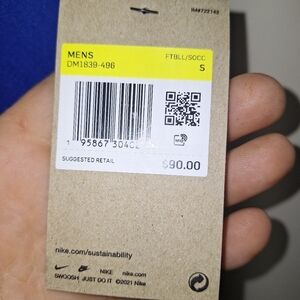 MENS FTBLL/SOCC
DM1839-496 S
SUGGESTED RETAIL $90.00
nike.com/sustainability
NIKE nike.com
SWOOSH JUST DO IT ©2021 Nike